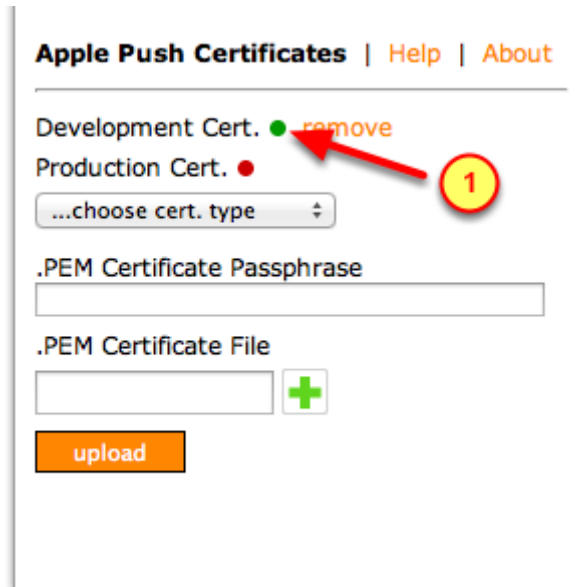 Apple Push Certificates | Help | About
Development Cert. remove
1
Production Cert.
...choose cert. type
.PEM Certificate Passphrase
.PEM Certificate File
upload